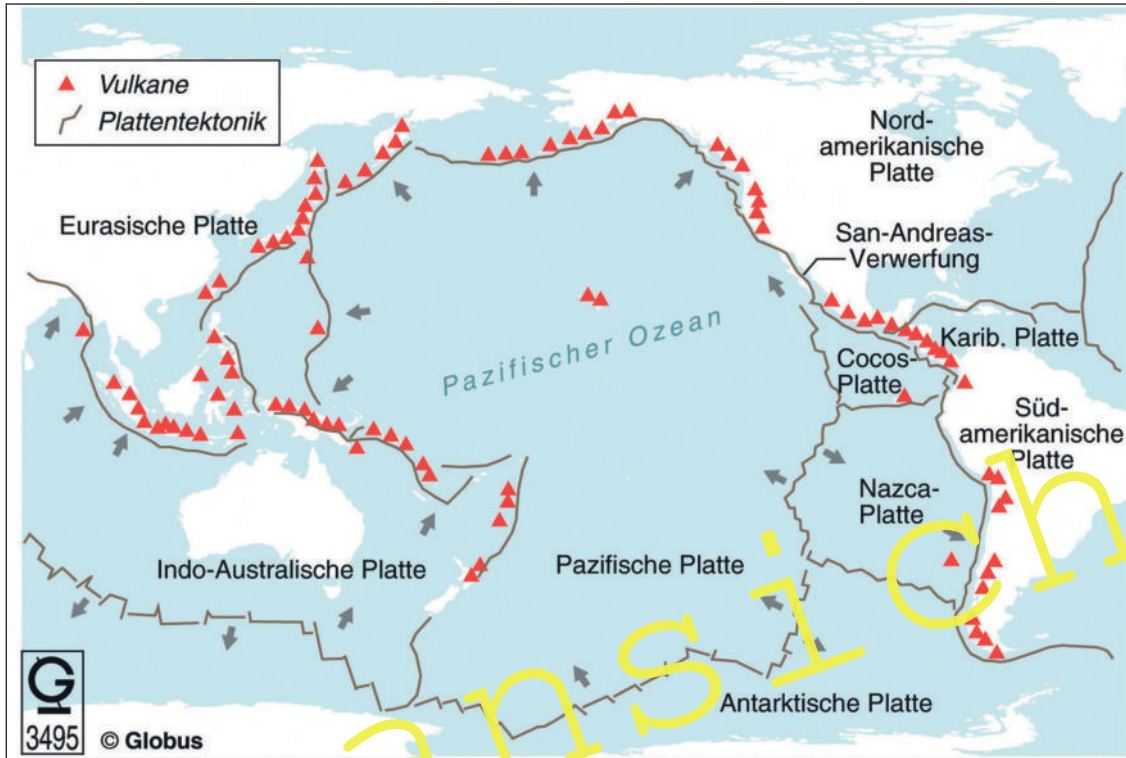 Vulkane
Plattentektonik
Nord-
amerikanische
Platte
Eurasische Platte
San-Andreas-
Verwerfung
Pazifischer Ozean
Karib. Platte
Cocos-
Platte
Süd-
amerikanische
Platte
Nazca-
Platte
Indo-Australische Platte
Pazifische Platte
Antarktische Platte
G
3495
© Globus
ansich